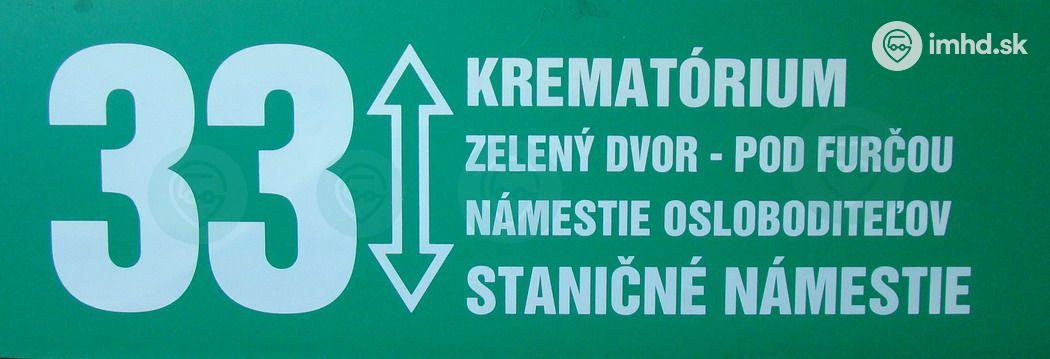 imhd.sk
33
KREMATÓRIUM
ZELENÝ DVOR - POD FURČOU
NÁMESTIE OSLOBODITEĽOV
STANIČNÉ NÁMESTIE